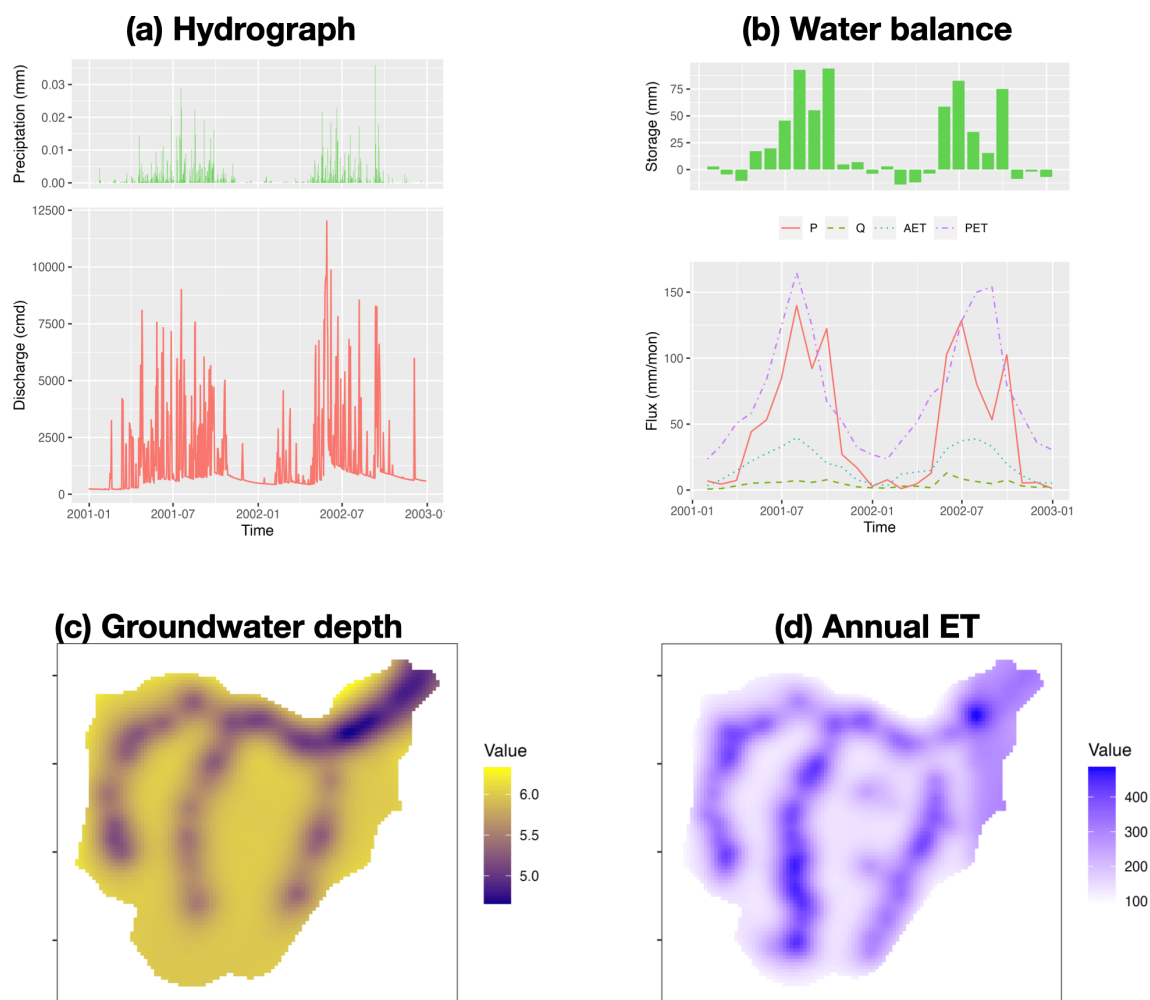 (a) Hydrograph
Precipitation (mm)
0.03
0.02
0.01
0.00
Discharge (cmd)
12500
10000
7500
5000
2500
0
2001-01 2001-07 2002-01 2002-07 2003-0
Time
(b) Water balance
Storage (mm)
75
50
25
0
P Q AET PET
Flux (mm/mon)
150
100
50
0
2001-01 2001-07 2002-01 2002-07 2003-01
Time
(c) Groundwater depth
Value
6.0
5.5
5.0
(d) Annual ET
Value
400
300
200
100